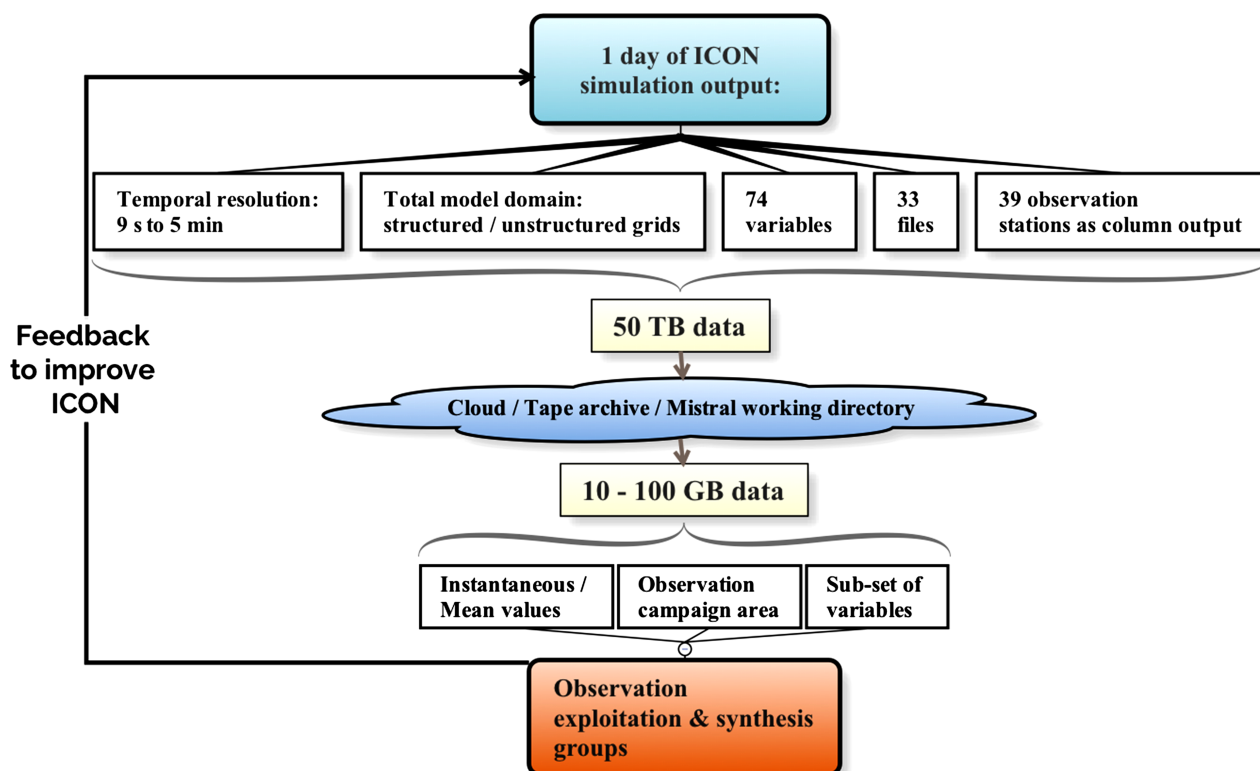 1 day of ICON
simulation output:
Temporal resolution:
9 s to 5 min
Total model domain:
structured / unstructured grids
74
variables
33
files
39 observation
stations as column output
50 TB data
Feedback
to improve
ICON
Cloud / Tape archive / Mistral working directory
10 - 100 GB data
Instantaneous /
Mean values
Observation
campaign area
Sub-set of
variables
Observation
exploitation & synthesis
groups